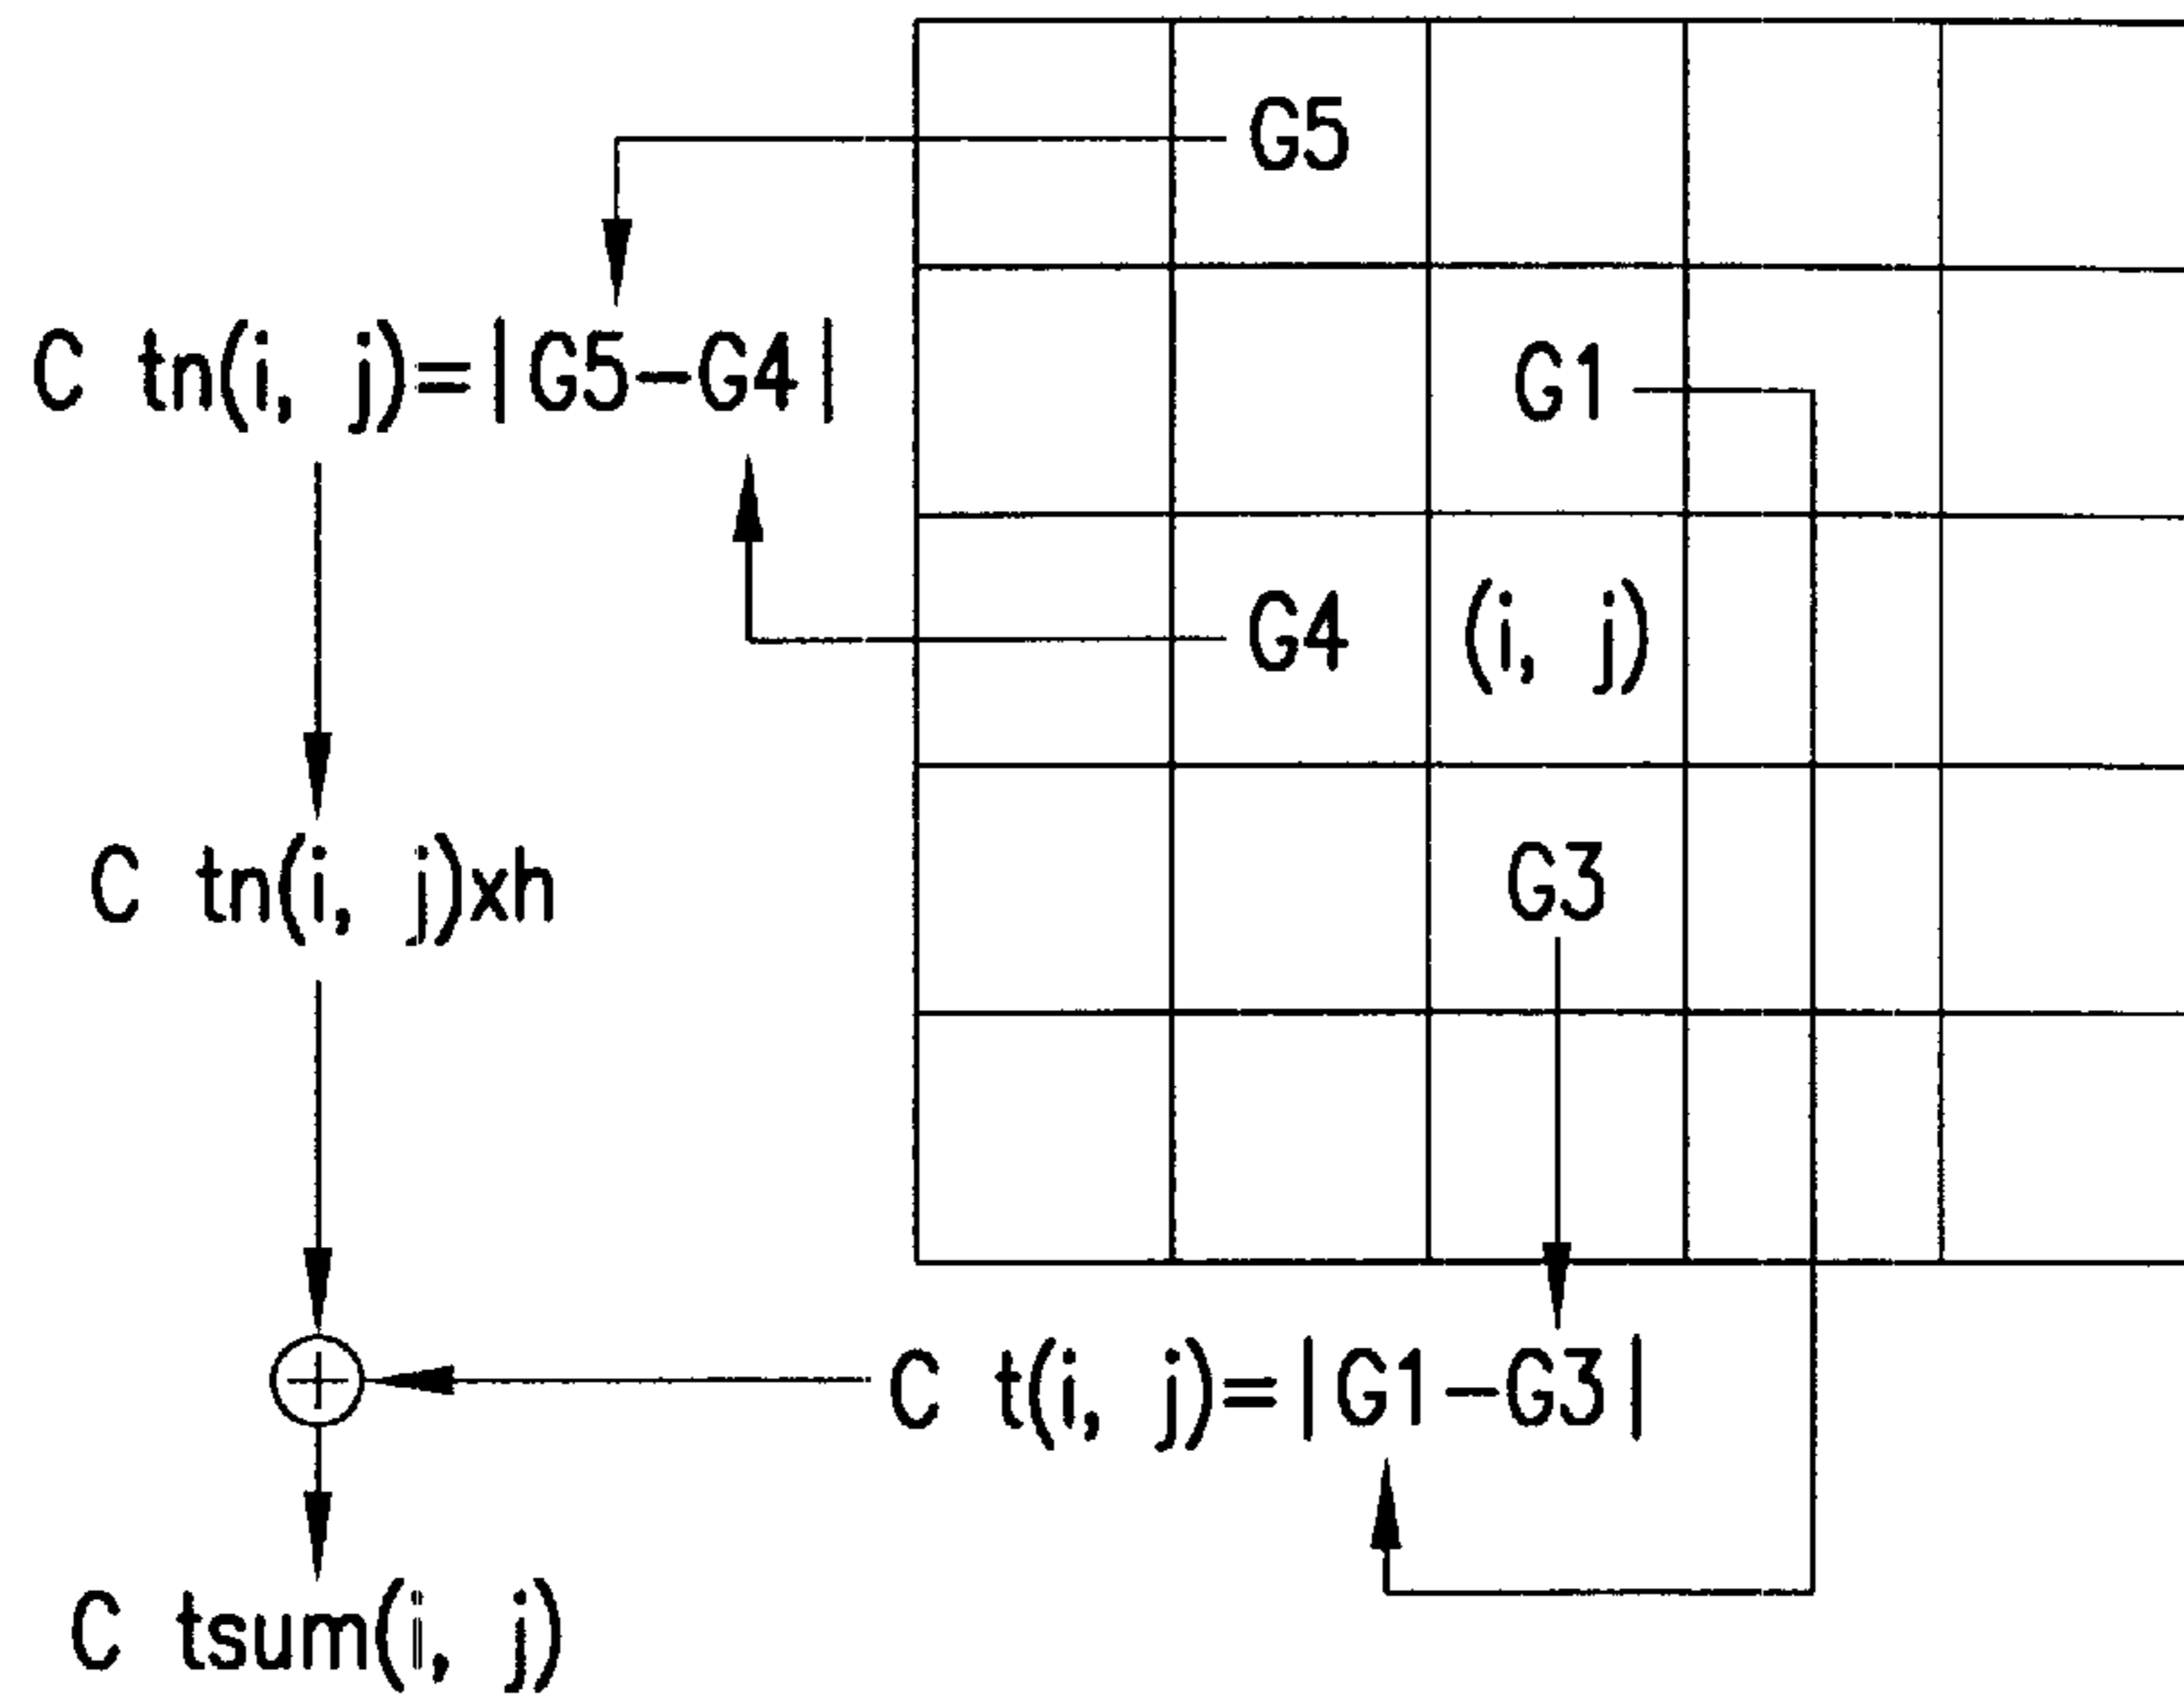 G5
C tn(i, j)=|G5-G4|
G1
G4
(i, j)
C tn(i, j)xh
G3
C t(i, j)=|G1-G3|
C tsum(i, j)